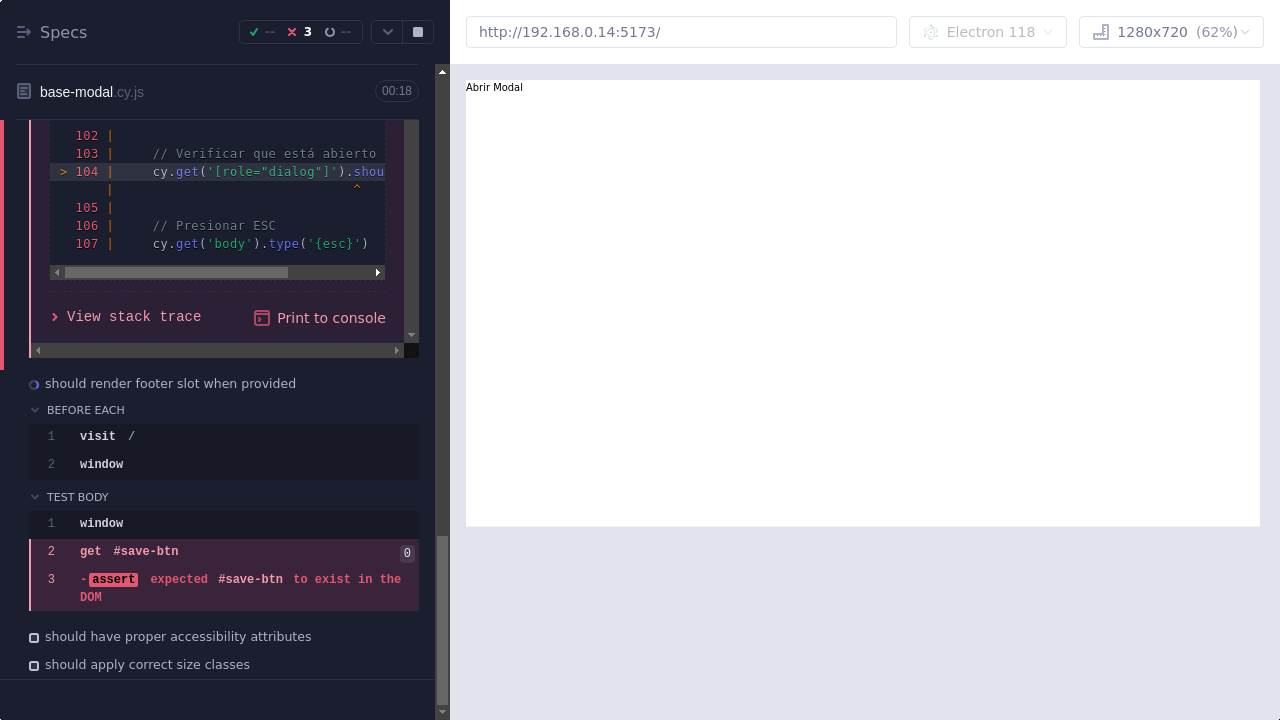 Specs
--
3
--
http://192.168.0.14:5173/
Electron 118
1280x720 (62%)
base-modal.cy.js
00:18
102 |
103 | // Verificar que está abierto
> 104 | cy.get('[role="dialog"]').shou
| ^
105 |
106 | // Presionar ESC
107 | cy.get('body').type('{esc}')
View stack trace
Print to console
should render footer slot when provided
BEFORE EACH
1 visit /
2 window
TEST BODY
1 window
2 get #save-btn 0
3 -assert expected #save-btn to exist in the
DOM
should have proper accessibility attributes
should apply correct size classes
Abrir Modal